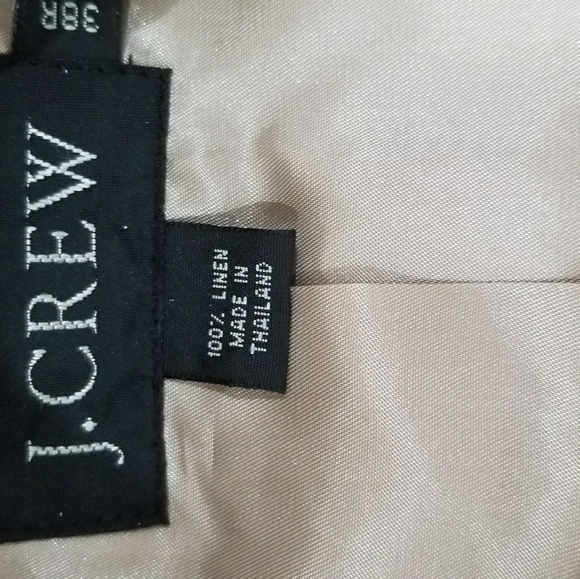 38R
J.CREW
100% LINEN
MADE IN
THAILAND